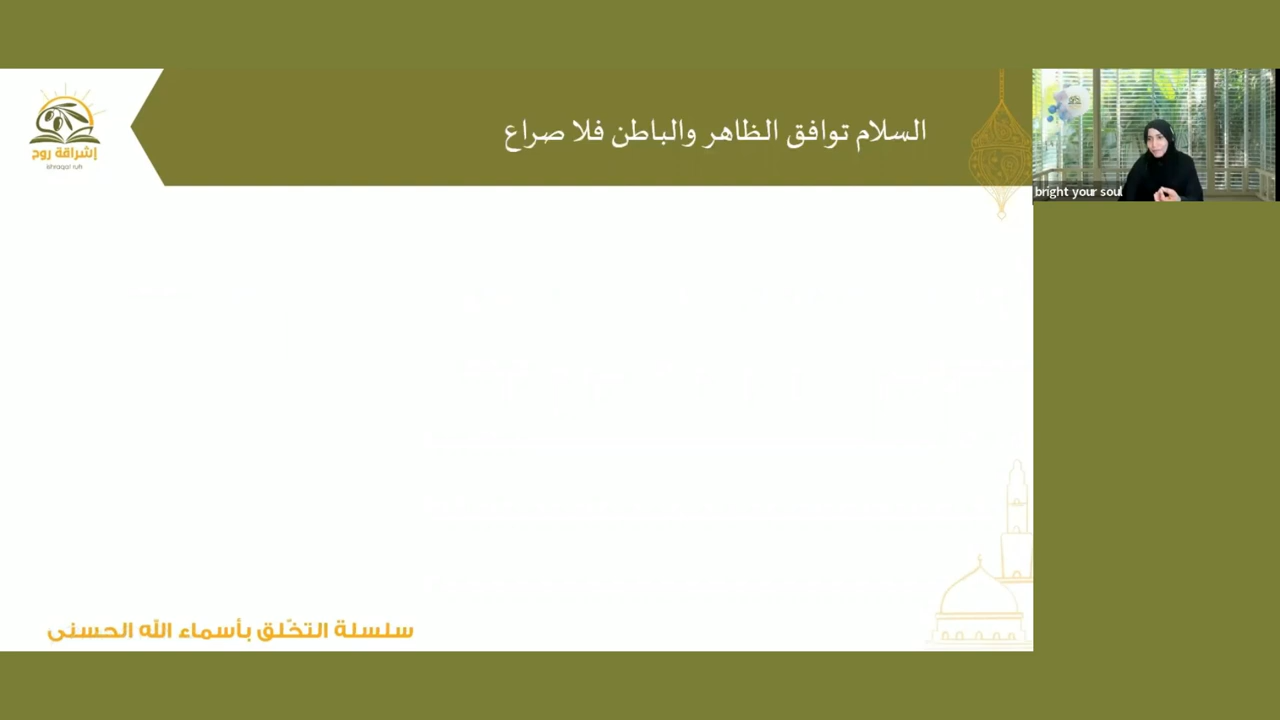 السلام توافق الظاهر والباطن فلا صراع
إشراقة روح
ishraqat ruh
bright your soul
سلسلة التخّلق بأسماء الله الحسنى